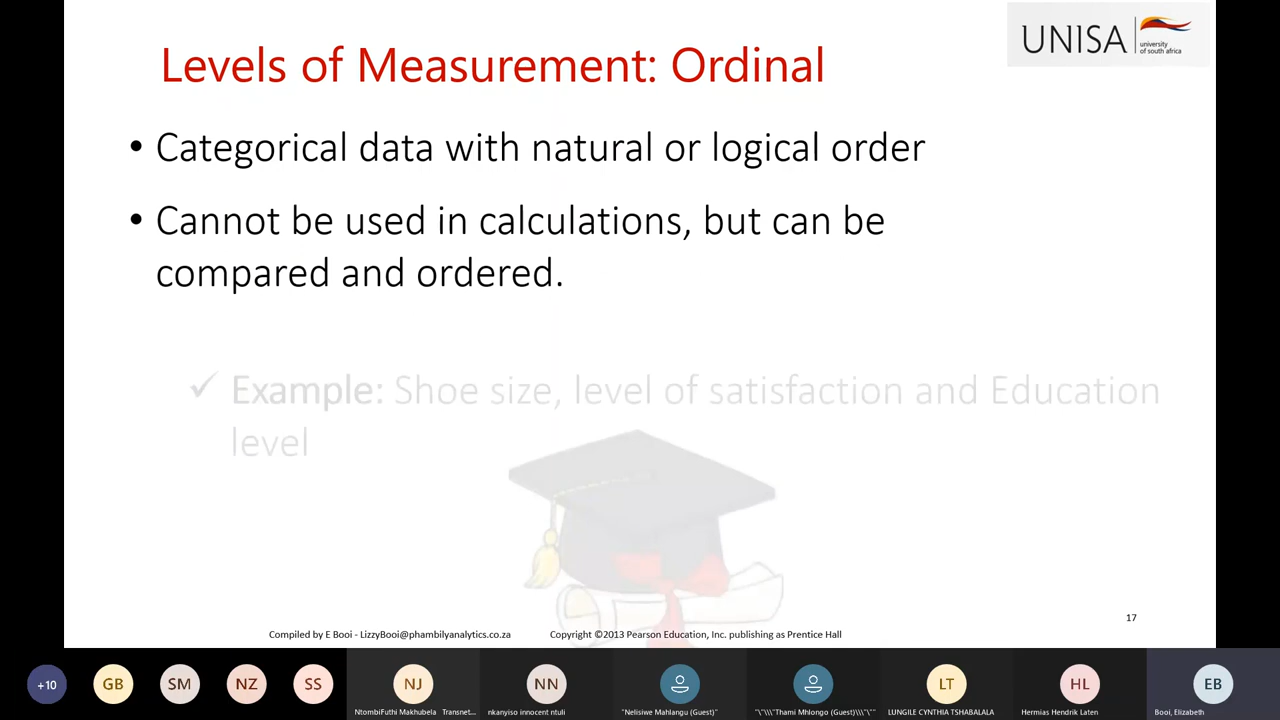 UNISA
university
of south africa
Levels of Measurement: Ordinal
• Categorical data with natural or logical order
• Cannot be used in calculations, but can be
compared and ordered.
✓ Example: Shoe size, level of satisfaction and Education
level
17
Compiled by E Booi - LizzyBooi@phambilyanalytics.co.za
Copyright ©2013 Pearson Education, Inc. publishing as Prentice Hall
+10
GB
SM
NZ
SS
NJ
NN
LT
HL
EB
NtombiFuthi Makhubela Transnet...
nkanyiso innocent ntuli
"Nelisiwe Mahlangu (Guest)"
"\"\\\"Thami Mhlongo (Guest)\\\"\""
LUNGILE CYNTHIA TSHABALALA
Hermias Hendrik Laten
Booi, Elizabeth